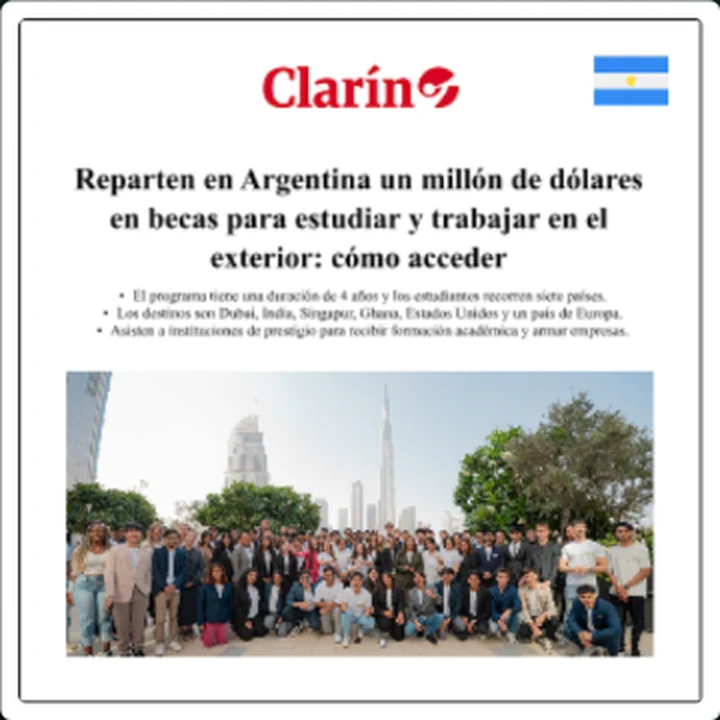 Clarín
Reparten en Argentina un millón de dólares
en becas para estudiar y trabajar en el
exterior: cómo acceder
• El programa tiene una duración de 4 años y los estudiantes recorren siete países.
• Los destinos son Dubai, India, Singapur, Ghana, Estados Unidos y un país de Europa.
• Asisten a instituciones de prestigio para recibir formación académica y armar empresas.